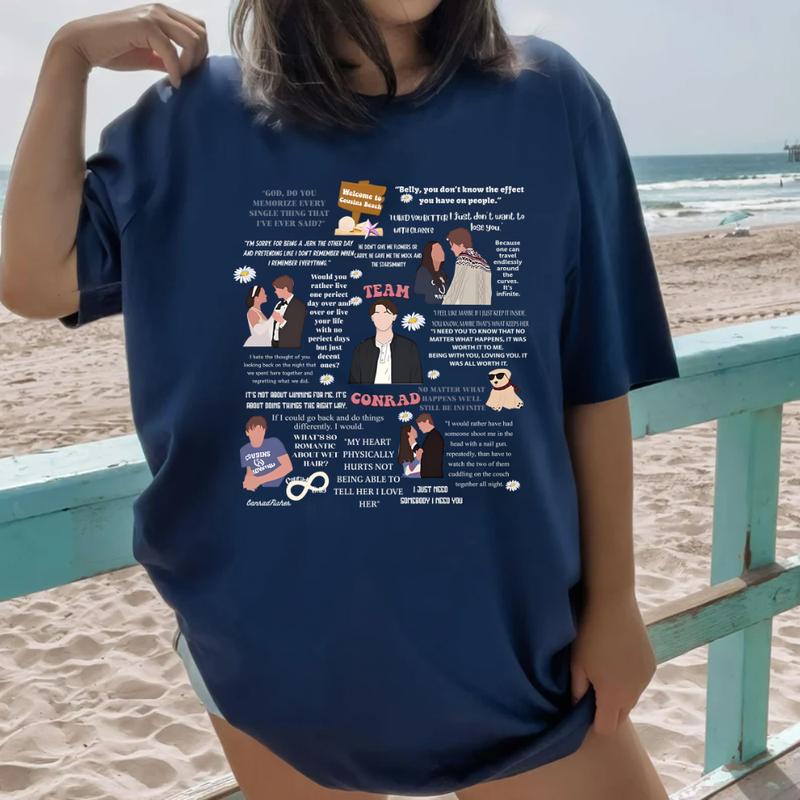 "GOD, DO YOU
MEMORIZE EVERY
SINGLE THING THAT
I'VE EVER SAID?"
Welcome to
Cousins Beach
"Belly, you don't know the effect
you have on people."
I LIKED YOU BETTER
WITH GLASSES
I just don't want to
lose you.
"I'M SORRY FOR BEING A JERK THE OTHER DAY
AND PRETENDING LIKE I DON'T REMEMBER WHEN
I REMEMBER EVERYTHING."
HE DIDN'T GIVE ME FLOWERS OR
CANDY, HE GAVE ME THE MOON AND
THE STARS.INFINITY
Because
one can
travel
endlessly
around
the
curves.
It's
infinite.
Would you
rather live
one perfect
day over and
over or live
your life
with no
perfect days
but just
decent
ones?
TEAM
"I FEEL LIKE MAYBE IF I JUST KEEP IT INSIDE,
YOU KNOW, MAYBE THAT'S WHAT KEEPS HER
"I NEED YOU TO KNOW THAT NO
MATTER WHAT HAPPENS, IT WAS
WORTH IT TO ME.
BEING WITH YOU, LOVING YOU. IT
WAS ALL WORTH IT.
I hate the thought of you
looking back on the night that
we spent here together and
regretting what we did.
IT'S NOT ABOUT WINNING FOR ME. IT'S
ABOUT DOING THINGS THE RIGHT WAY.
CONRAD
NO MATTER WHAT
HAPPENS WE'LL
STILL BE INFINITE
If I could go back and do things
differently, I would.
COUSINS
WHAT'S SO
ROMANTIC
ABOUT WET
HAIR?
"MY HEART
PHYSICALLY
HURTS NOT
BEING ABLE TO
TELL HER I LOVE
HER"
"I would rather have had
someone shoot me in the
head with a nail gun,
repeatedly, than have to
watch the two of them
cuddling on the couch
together all night.
Conrad Fisher
I JUST NEED
SOMEBODY I NEED YOU